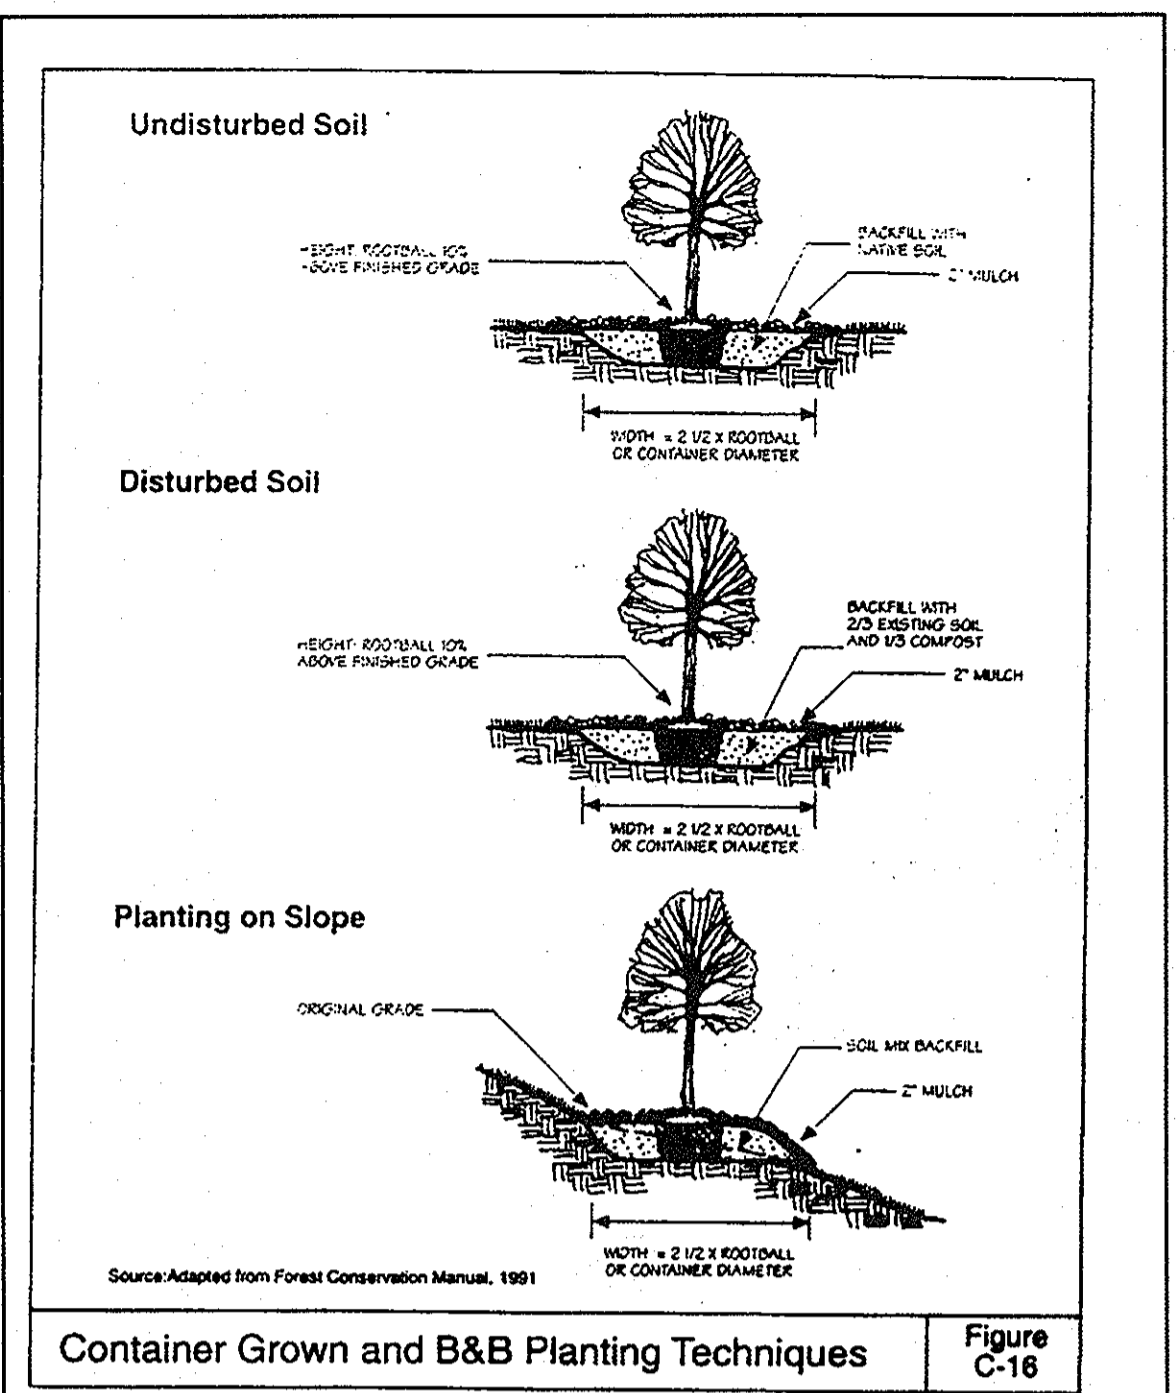 Undisturbed Soil
HEIGHT: ROOTBALL 10%
ABOVE FINISHED GRADE
BACKFILL WITH
NATIVE SOIL
2" MULCH
WIDTH = 2 1/2 X ROOTBALL
OR CONTAINER DIAMETER
Disturbed Soil
HEIGHT: ROOTBALL 10%
ABOVE FINISHED GRADE
BACKFILL WITH
2/3 EXISTING SOIL
AND 1/3 COMPOST
2" MULCH
WIDTH = 2 1/2 X ROOTBALL
OR CONTAINER DIAMETER
Planting on Slope
ORIGINAL GRADE
SOIL MIX BACKFILL
2" MULCH
WIDTH = 2 1/2 X ROOTBALL
OR CONTAINER DIAMETER
Source:Adapted from Forest Conservation Manual, 1991
Container Grown and B&B Planting Techniques
Figure
C-16